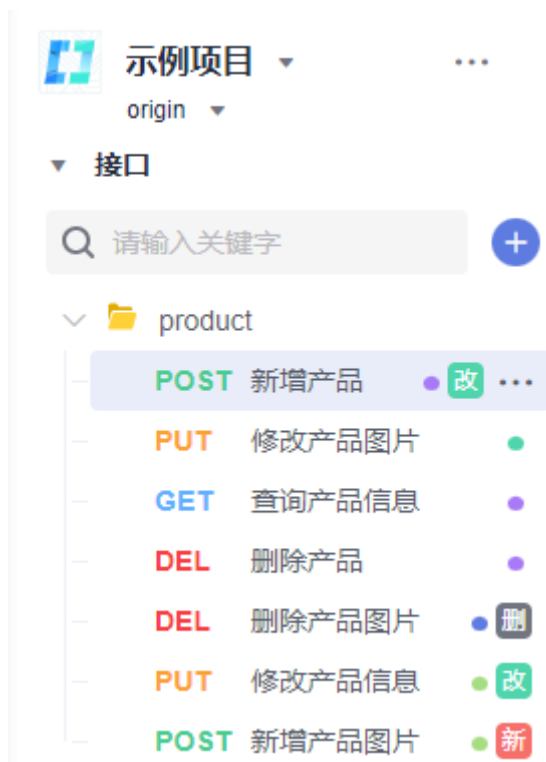 示例项目
origin
接口
请输入关键字
product
POST 新增产品 改
PUT 修改产品图片
GET 查询产品信息
DEL 删除产品
DEL 删除产品图片 删
PUT 修改产品信息 改
POST 新增产品图片 新